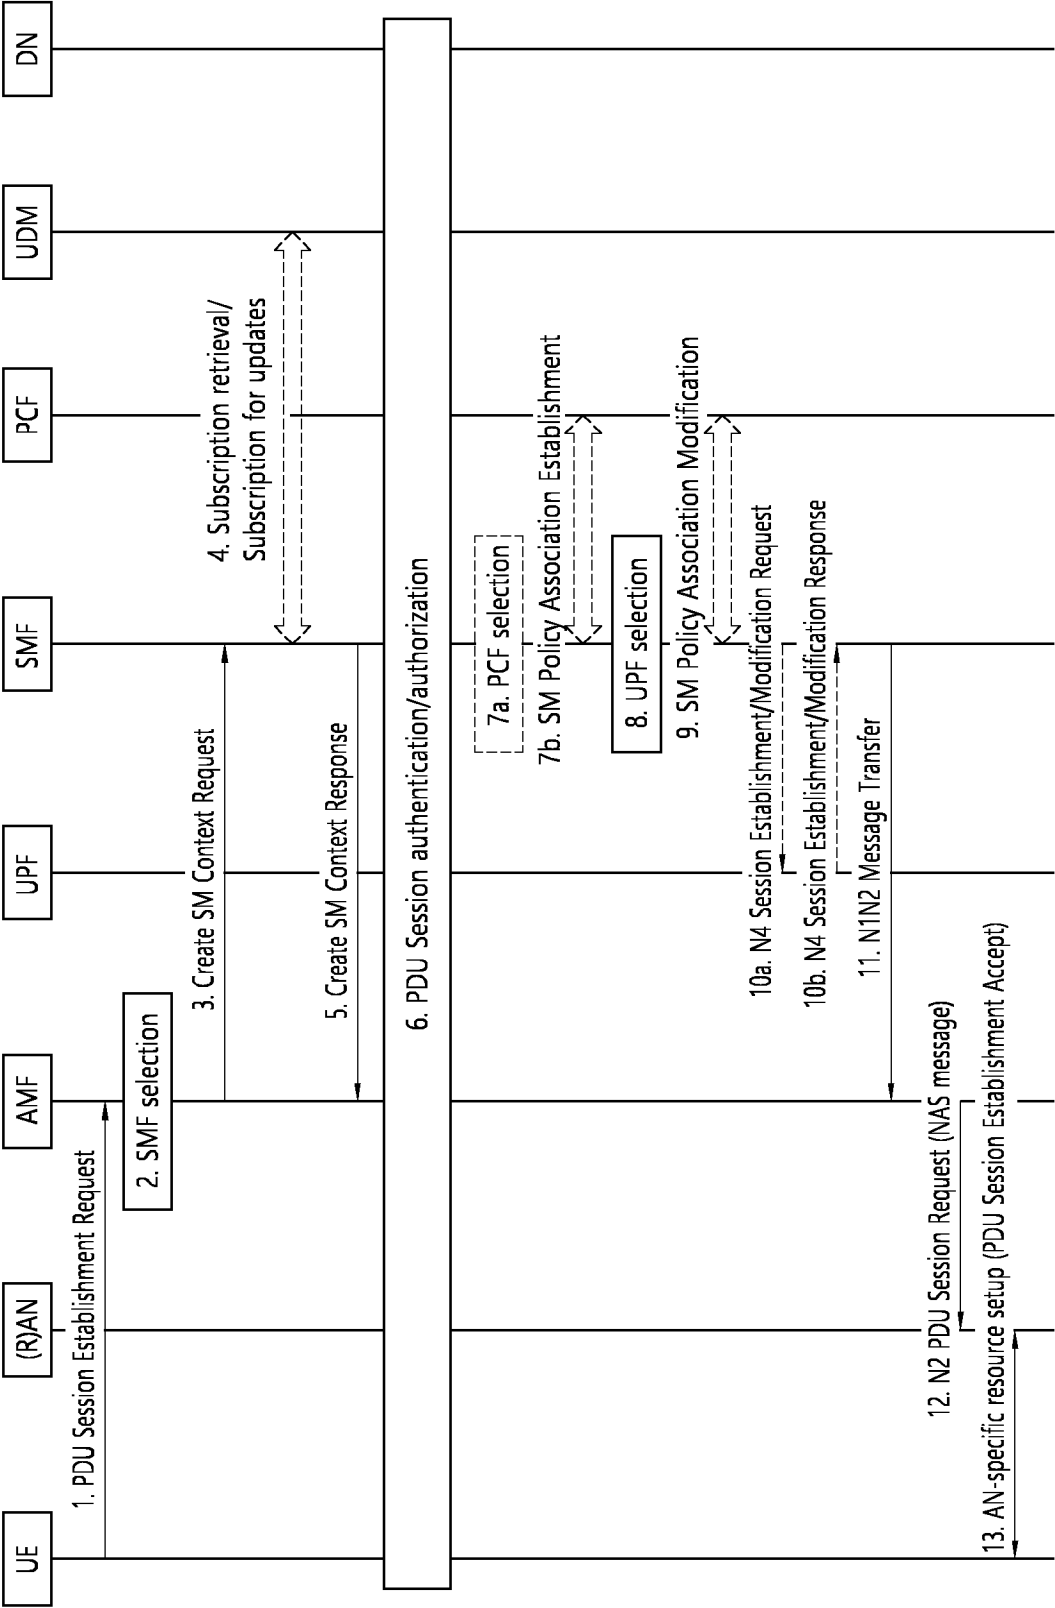 UE
(R)AN
AMF
UPF
SMF
PCF
UDM
DN
1. PDU Session Establishment Request
2. SMF selection
3. Create SM Context Request
4. Subscription retrieval/
Subscription for updates
5. Create SM Context Response
6. PDU Session authentication/authorization
7a. PCF selection
7b. SM Policy Association Establishment
8. UPF selection
9. SM Policy Association Modification
10a. N4 Session Establishment/Modification Request
10b. N4 Session Establishment/Modification Response
11. N1N2 Message Transfer
12. N2 PDU Session Request (NAS message)
13. AN-specific resource setup (PDU Session Establishment Accept)